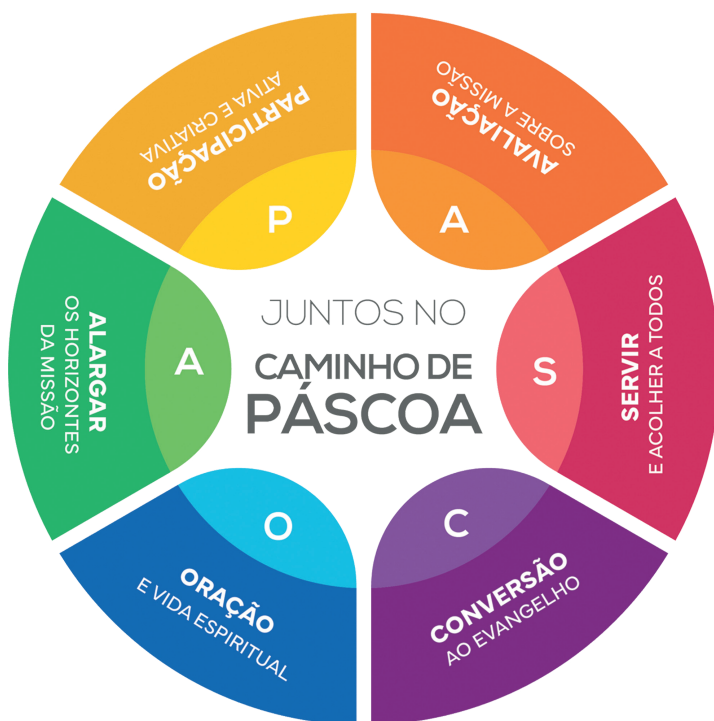 JUNTOS NO
CAMINHO DE
PÁSCOA
P
PARTICIPAÇÃO
ATIVA E CRIATIVA
A
AVALIAÇÃO
SOBRE A MISSÃO
S
SERVIR
E ACOLHER A TODOS
C
CONVERSÃO
AO EVANGELHO
O
ORAÇÃO
E VIDA ESPIRITUAL
A
ALARGAR
OS HORIZONTES
DA MISSÃO